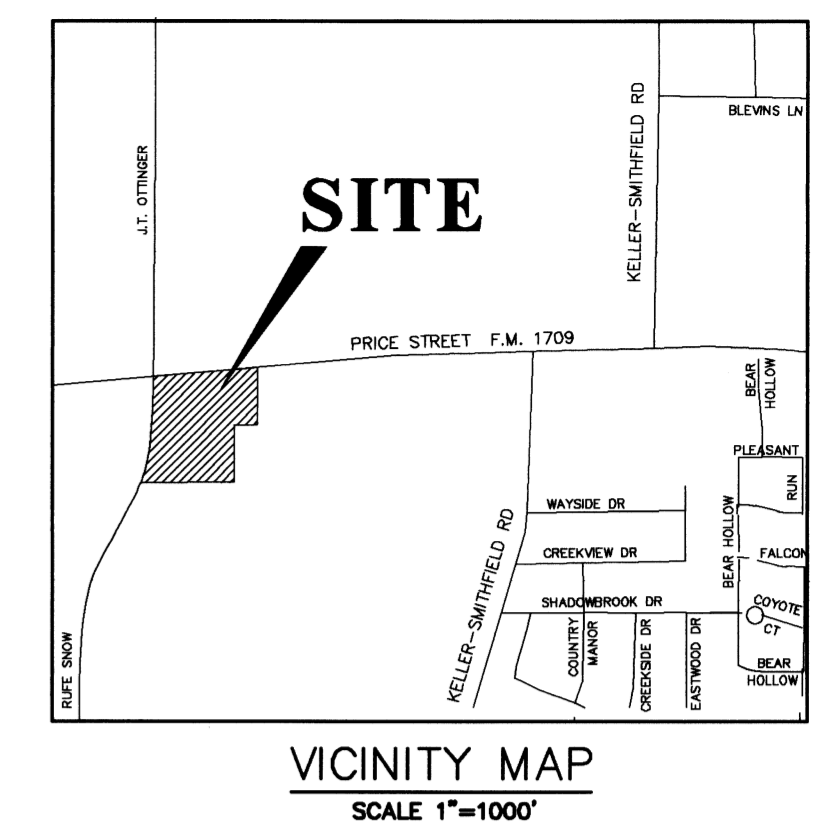 J.T. OTTINGER
SITE
KELLER-SMITHFIELD RD
BLEVINS LN
PRICE STREET F.M. 1709
BEAR
HOLLOW
PLEASANT
RUN
WAYSIDE DR
BEAR HOLLOW
CREEKVIEW DR
FALCON
KELLER-SMITHFIELD RD
SHADOWBROOK DR
COYOTE
CT
COUNTRY
MANOR
CREEKSIDE DR
EASTWOOD DR
BEAR
HOLLOW
RUFE SNOW
VICINITY MAP
SCALE 1"=1000'